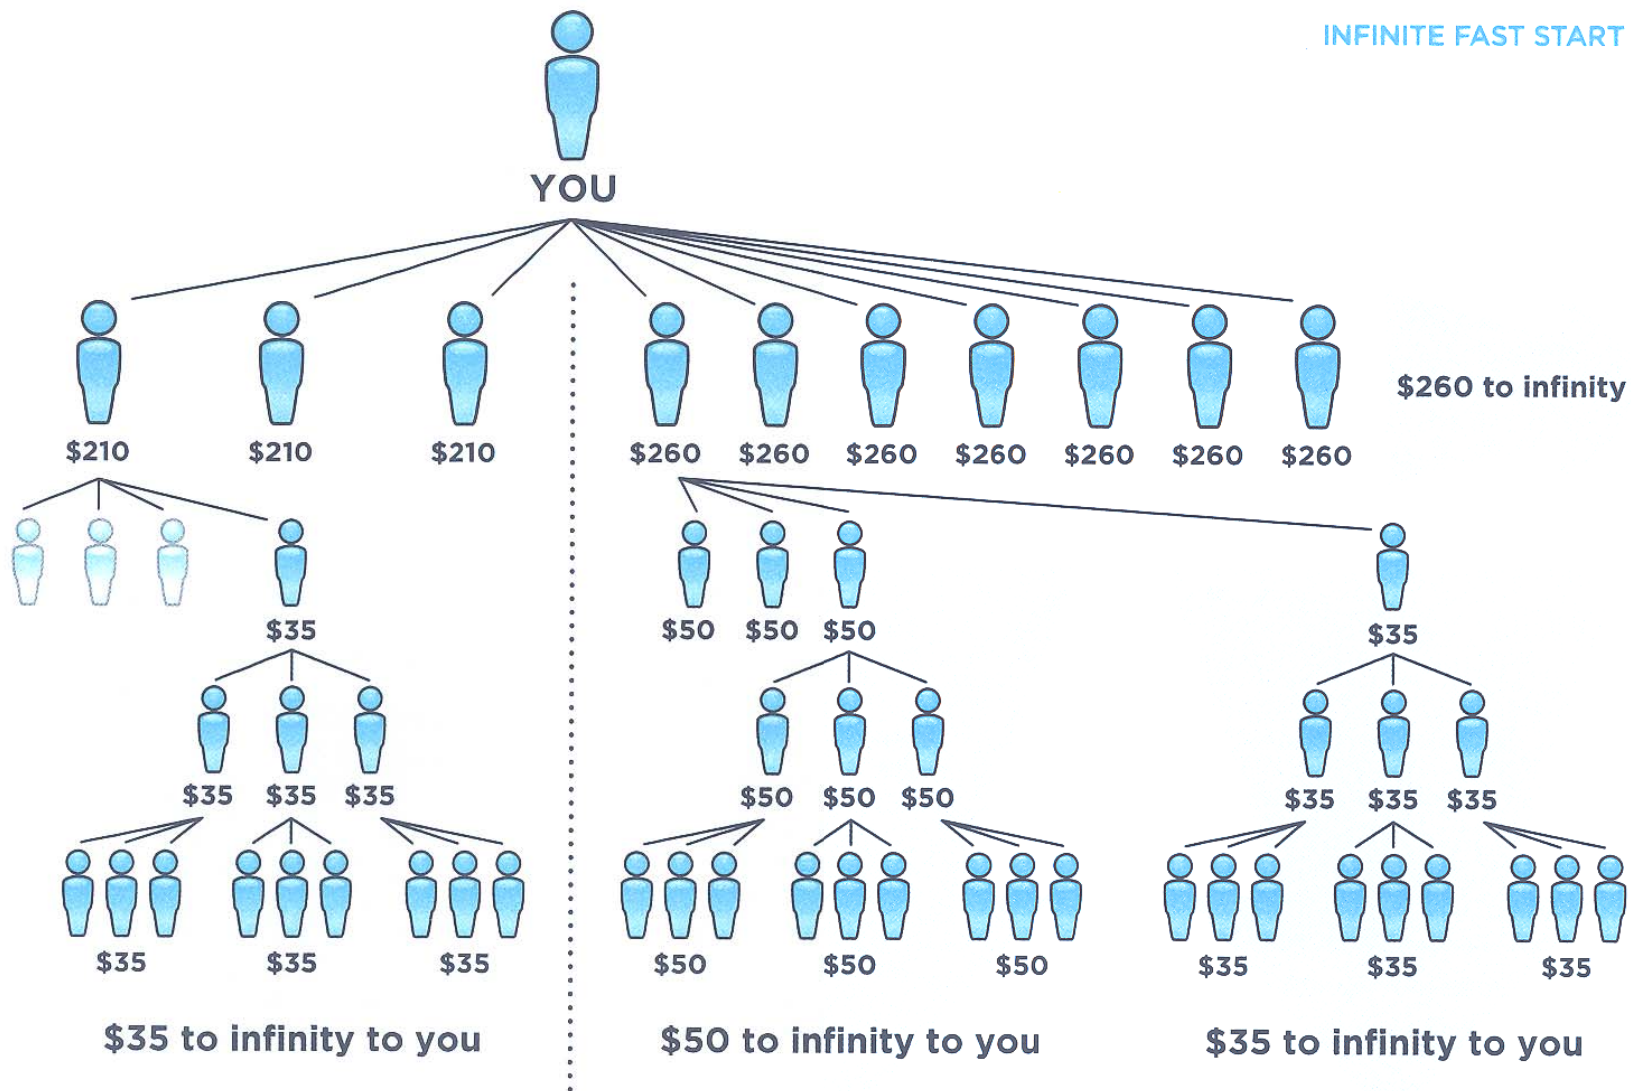 INFINITE FAST START
YOU
$260 to infinity
$210 $210 $210 $260 $260 $260 $260 $260 $260 $260
$35 $50 $50 $50 $35
$35 $35 $35 $50 $50 $50 $35 $35 $35
$35 $35 $35 $50 $50 $50 $35 $35 $35
$35 to infinity to you $50 to infinity to you $35 to infinity to you